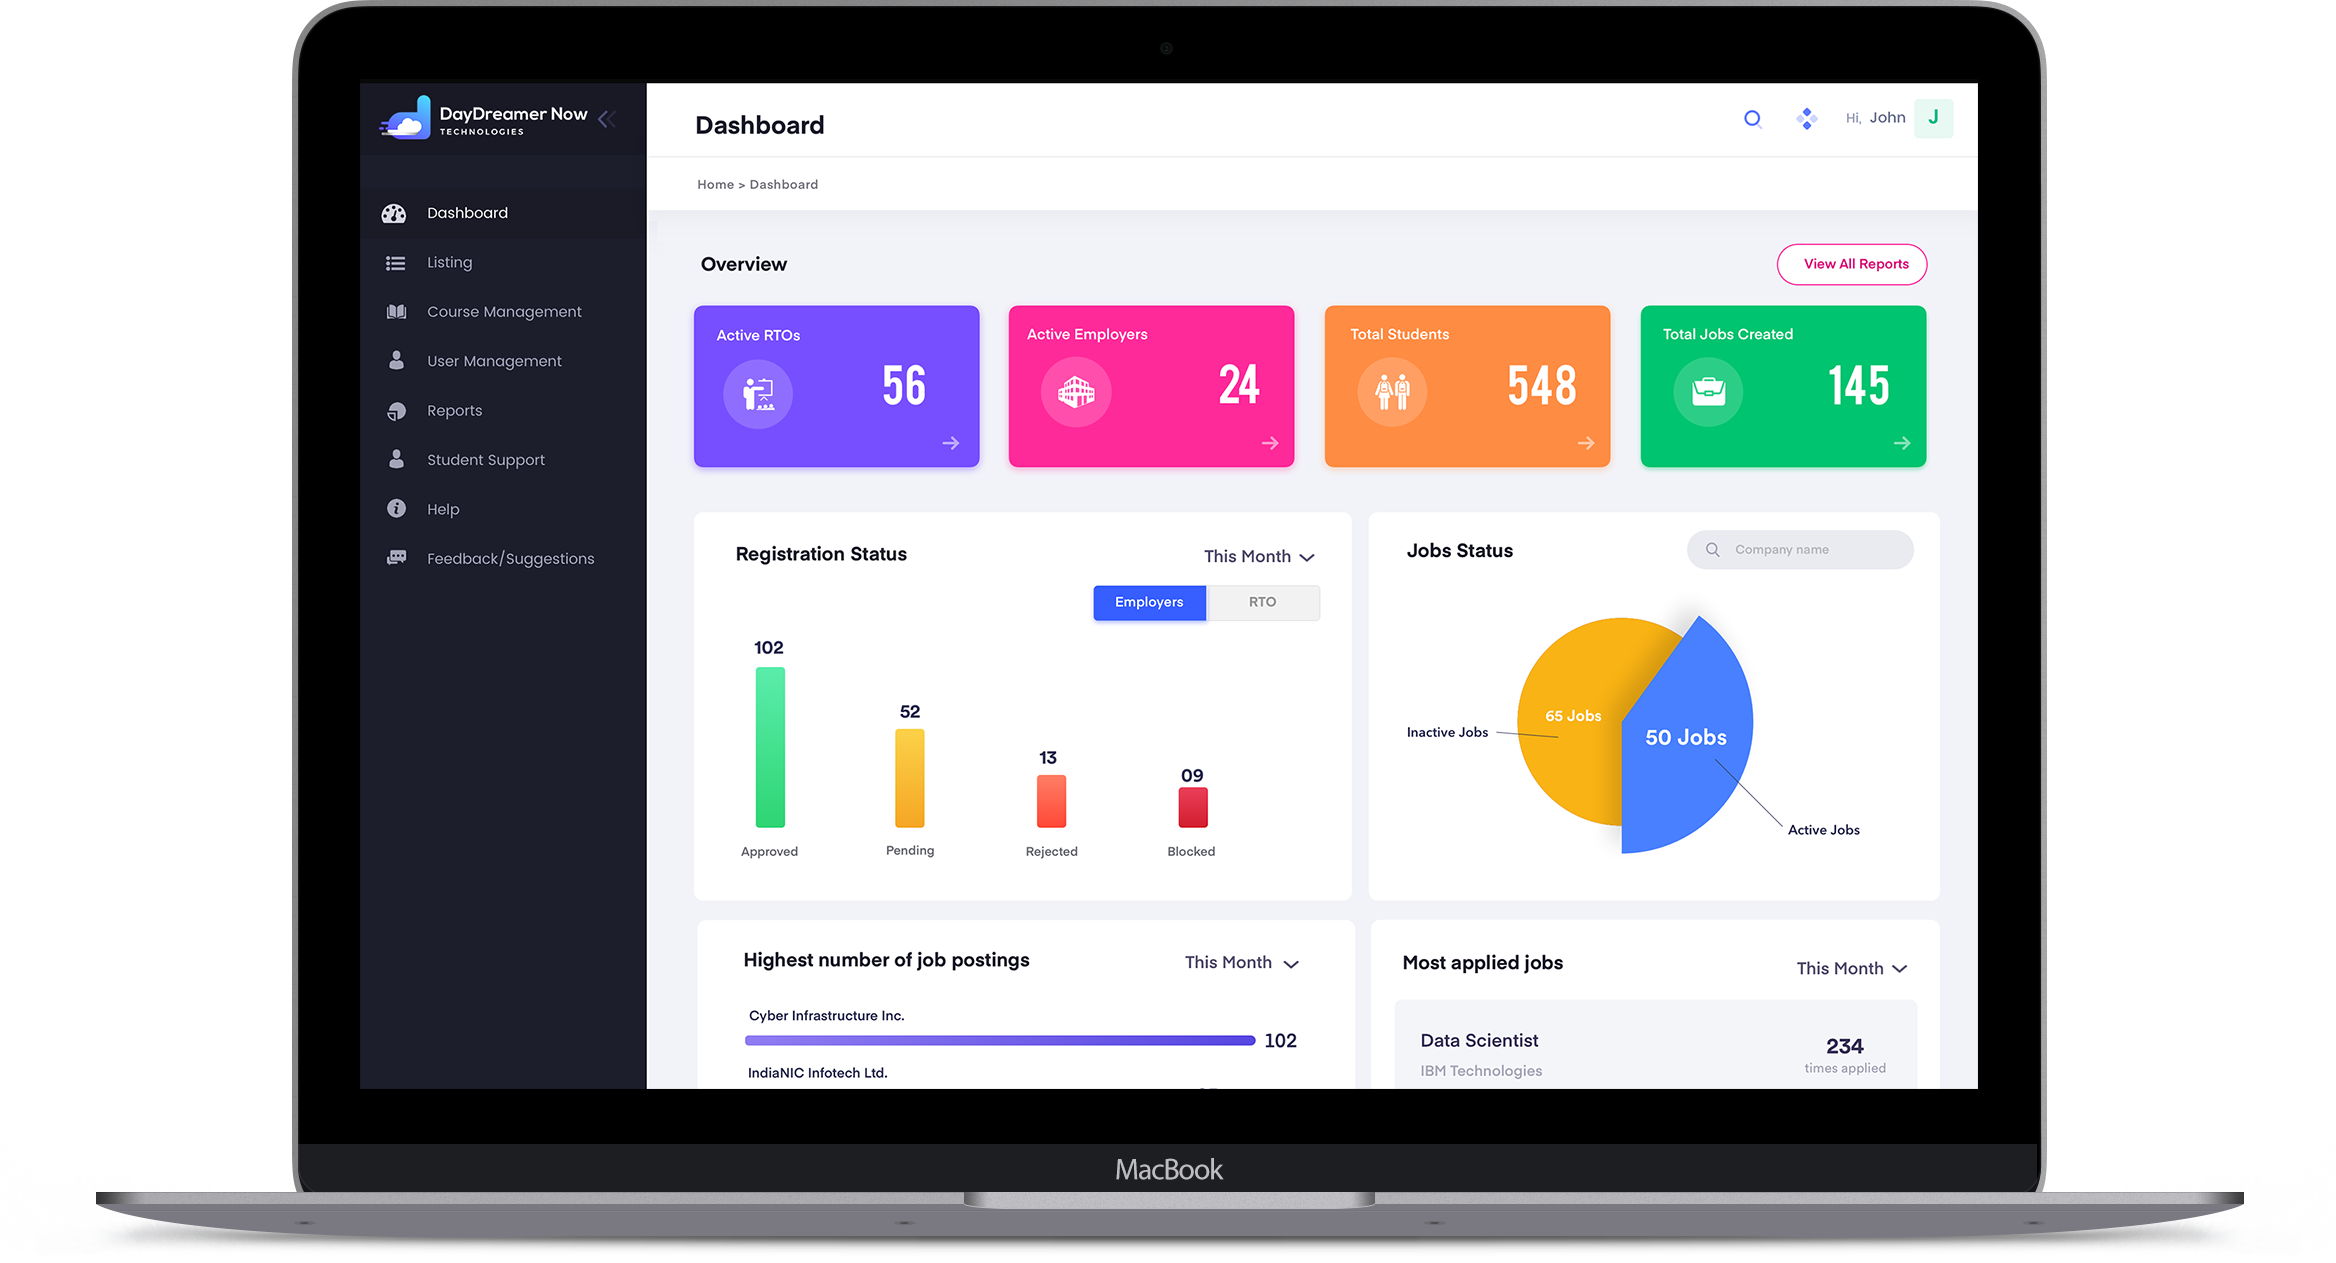 DayDreamer Now
TECHNOLOGIES
Dashboard
Hi, John
J
Home > Dashboard
Dashboard
Listing
Course Management
User Management
Reports
Student Support
Help
Feedback/Suggestions
Overview
View All Reports
Active RTOs
56
Active Employers
24
Total Students
548
Total Jobs Created
145
Registration Status
This Month
Employers
RTO
102
52
13
09
Approved
Pending
Rejected
Blocked
Jobs Status
Company name
65 Jobs
50 Jobs
Inactive Jobs
Active Jobs
Highest number of job postings
This Month
Cyber Infrastructure Inc.
102
IndiaNIC Infotech Ltd.
Most applied jobs
This Month
Data Scientist
IBM Technologies
234
times applied
MacBook